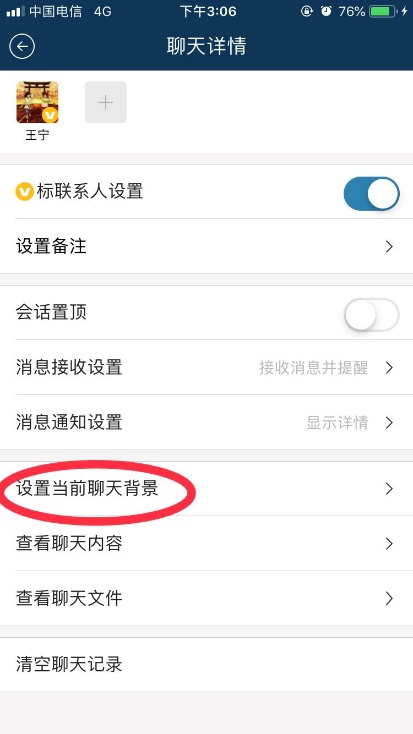 中国电信 4G 下午3:06 76%
聊天详情
王宁
标联系人设置
设置备注
会话置顶
消息接收设置 接收消息并提醒
消息通知设置 显示详情
设置当前聊天背景
查看聊天内容
查看聊天文件
清空聊天记录